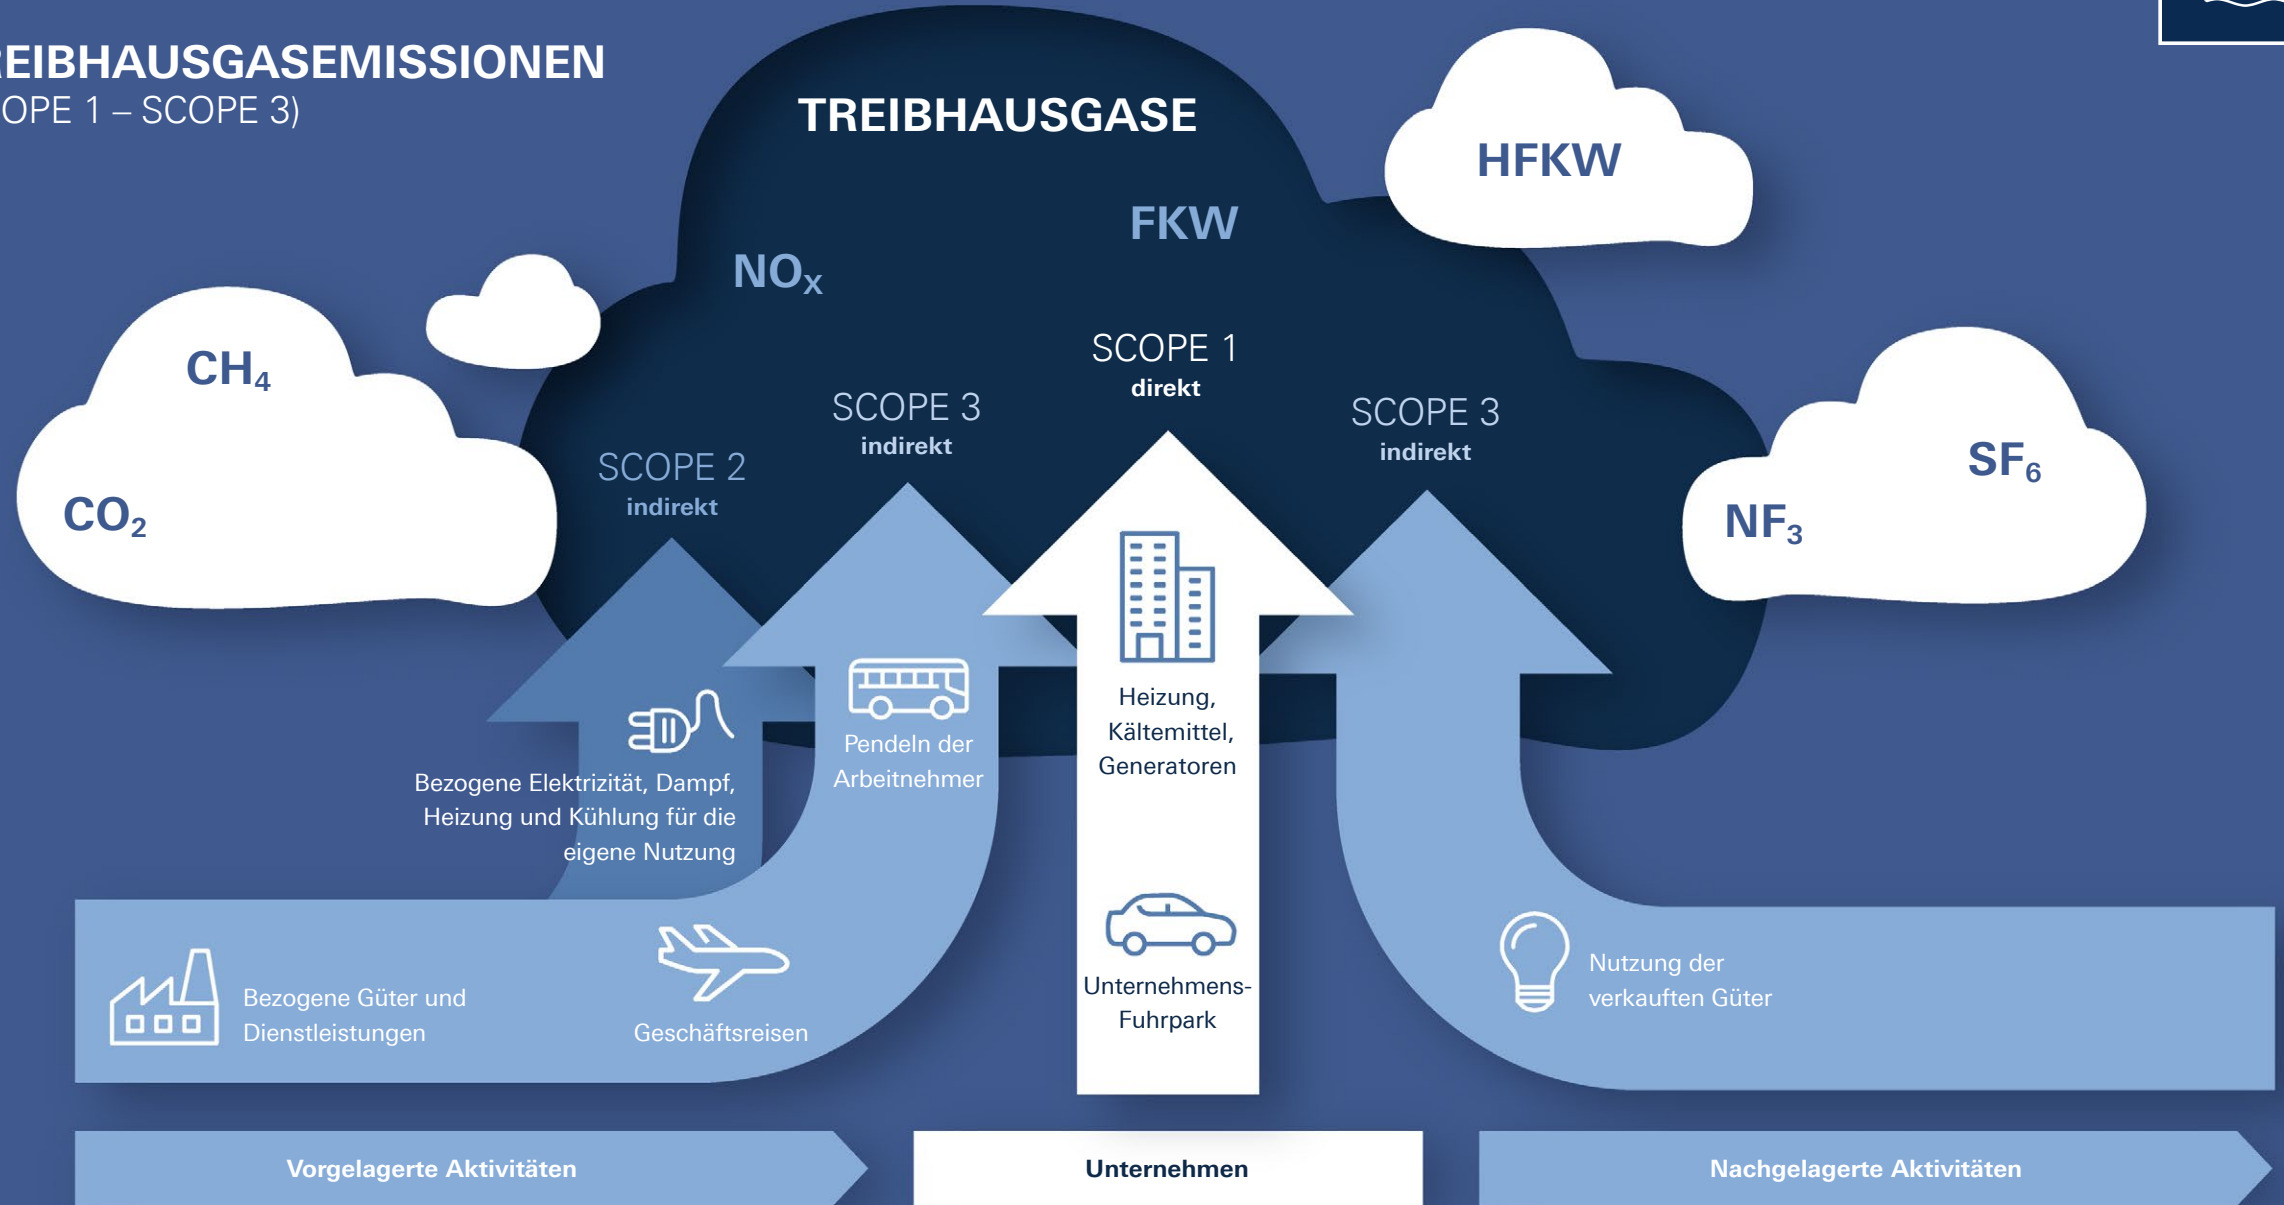 REIBHAUSGASEMISSIONEN
OPE 1 – SCOPE 3)
TREIBHAUSGASE
HFKW
FKW
NOₓ
CH₄
CO₂
SCOPE 1
direkt
SCOPE 3
indirekt
SCOPE 3
indirekt
SCOPE 2
indirekt
SF₆
NF₃
Heizung,
Kältemittel,
Generatoren
Pendeln der
Arbeitnehmer
Bezogene Elektrizität, Dampf,
Heizung und Kühlung für die
eigene Nutzung
Bezogene Güter und
Dienstleistungen
Geschäftsreisen
Unternehmens-
Fuhrpark
Nutzung der
verkauften Güter
Vorgelagerte Aktivitäten
Unternehmen
Nachgelagerte Aktivitäten